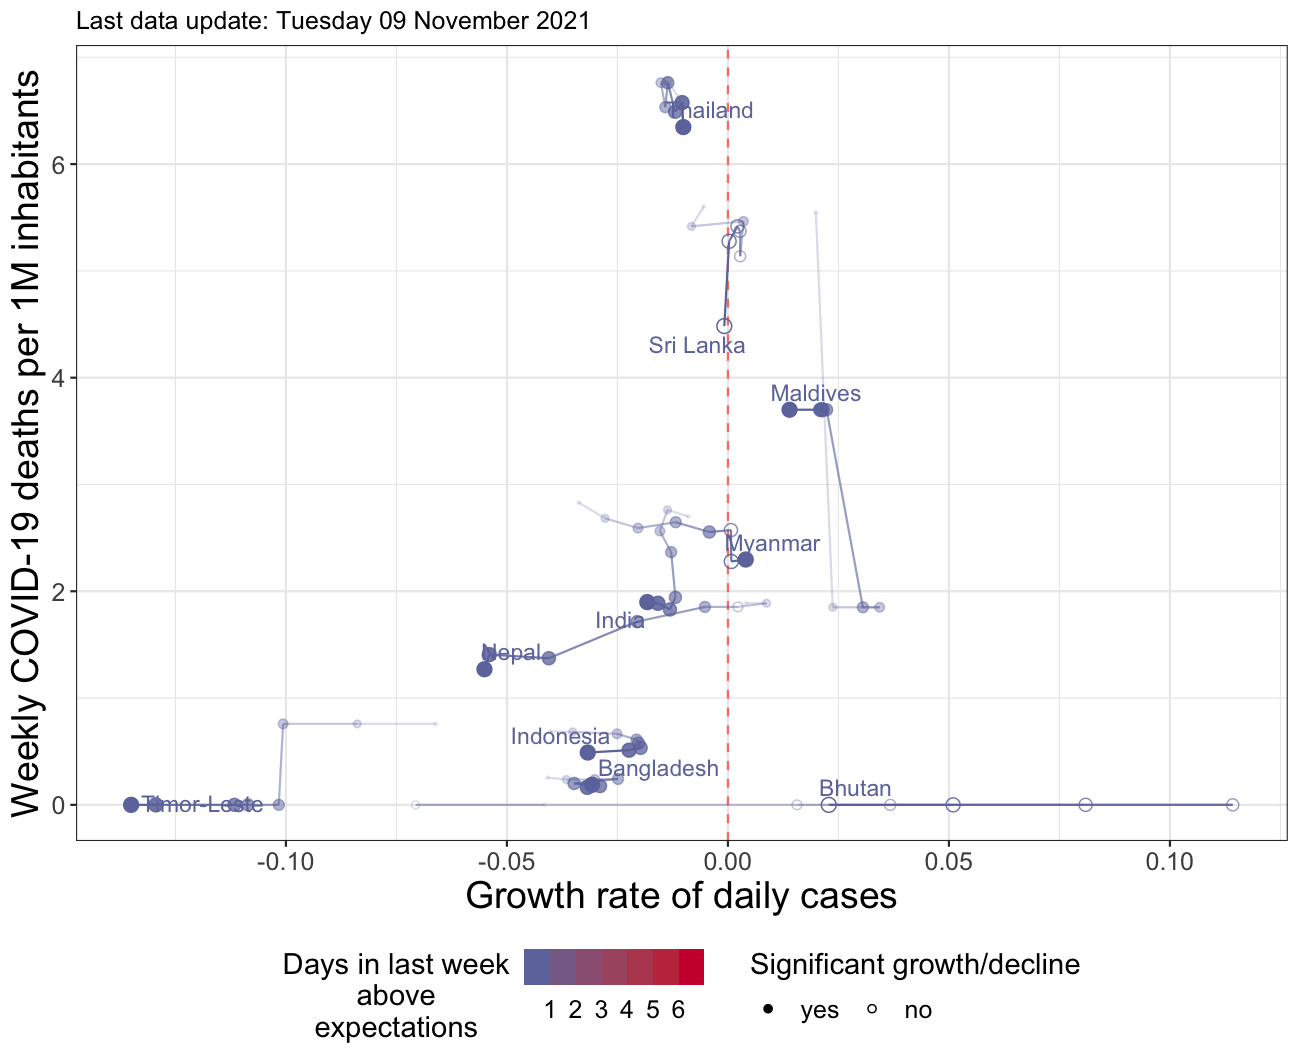 Last data update: Tuesday 09 November 2021
Weekly COVID-19 deaths per 1M inhabitants
6
4
2
0
Thailand
Sri Lanka
Maldives
Myanmar
India
Nepal
Indonesia
Bangladesh
Bhutan
Timor-Leste
-0.10 -0.05 0.00 0.05 0.10
Growth rate of daily cases
Days in last week
above
expectations
1 2 3 4 5 6
Significant growth/decline
yes no